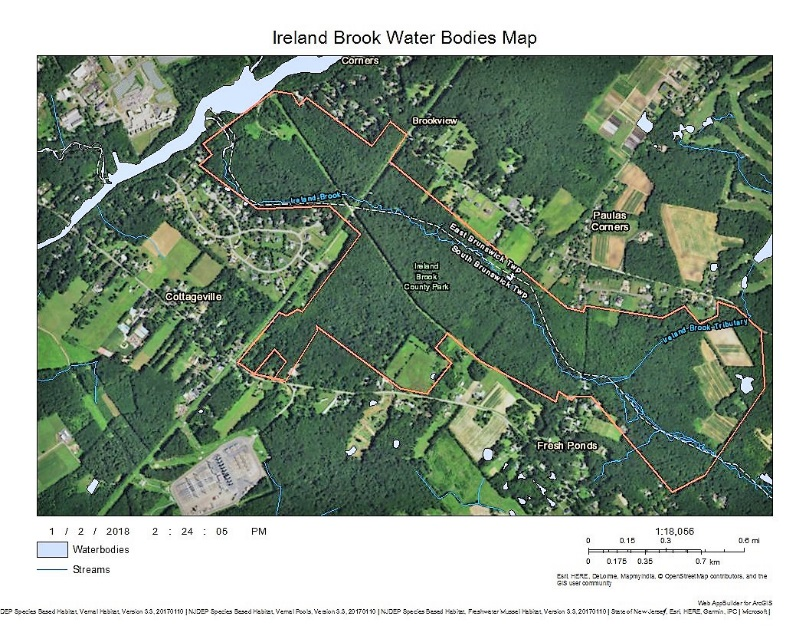 Ireland Brook Water Bodies Map
Corners
Brookview
Ireland Brook
Paulas
Corners
East Brunswick Twp
South Brunswick Twp
Ireland
Brook
County Park
Cottageville
Ireland Brook Tributary
Fresh Ponds
1 / 2 / 2018 2 : 24 : 05 PM
Waterbodies
Streams
1:18,056
0 0.15 0.3 0.6 mi
0 0.175 0.35 0.7 km
Esri, HERE, DeLorme, MapmyIndia, © OpenStreetMap contributors, and the
GIS user community
Web AppBuilder for ArcGIS
DEP Species Based Habitat, Vernal Habitat, Version 3.3, 20170110 | NJDEP Species Based Habitat, Vernal Pools, Version 3.3, 20170110 | NJDEP Species Based Habitat, Freshwater Mussel Habitat, Version 3.3, 20170110 | State of New Jersey, Esri, HERE, Garmin, iPC | Microsoft |